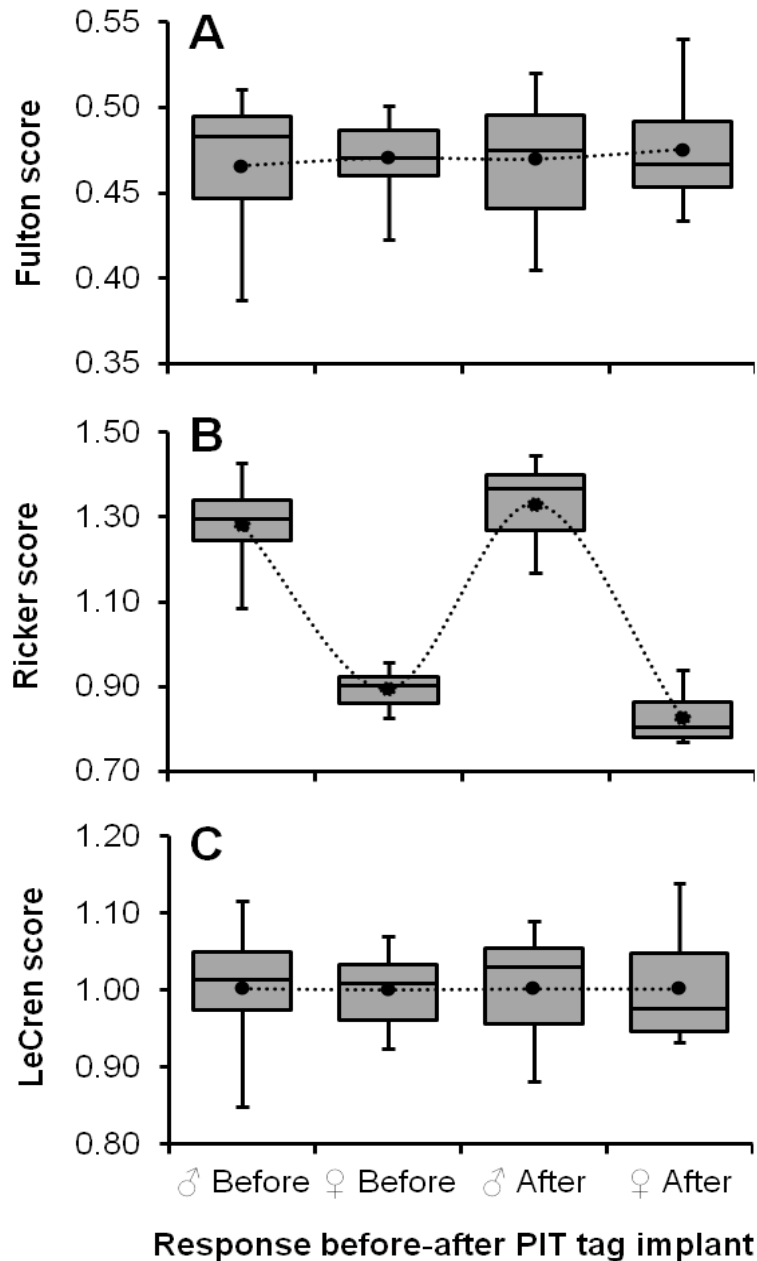 A
0.55
0.50
0.45
0.40
0.35
Fulton score
B
1.50
1.30
1.10
0.90
0.70
Ricker score
C
1.20
1.10
1.00
0.90
0.80
LeCren score
♂ Before ♀ Before ♂ After ♀ After
Response before-after PIT tag implant